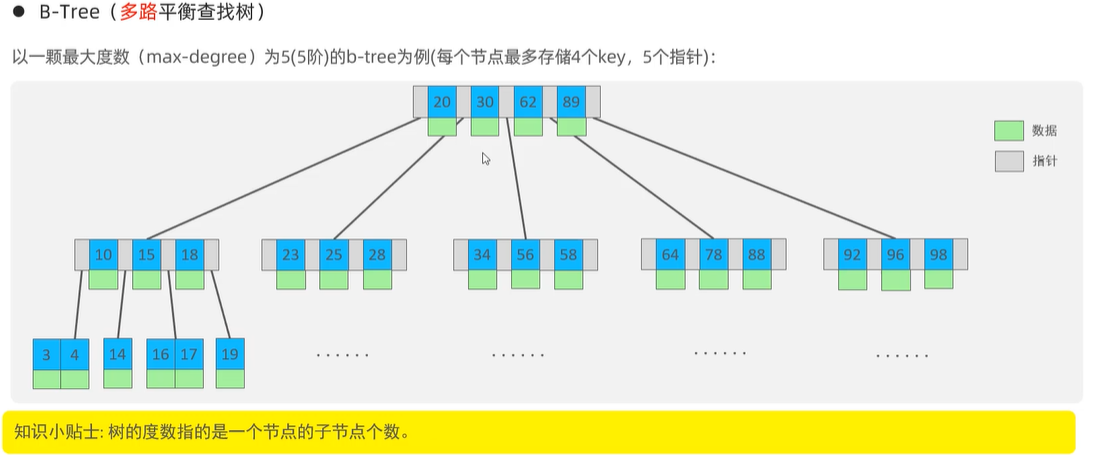 ● B-Tree（多路平衡查找树）
以一颗最大度数（max-degree）为5(5阶)的b-tree为例(每个节点最多存储4个key，5个指针)：
20 30 62 89
数据
指针
10 15 18 23 25 28 34 56 58 64 78 88 92 96 98
3 4 14 16 17 19 ······ ······ ······ ······
知识小贴士: 树的度数指的是一个节点的子节点个数。